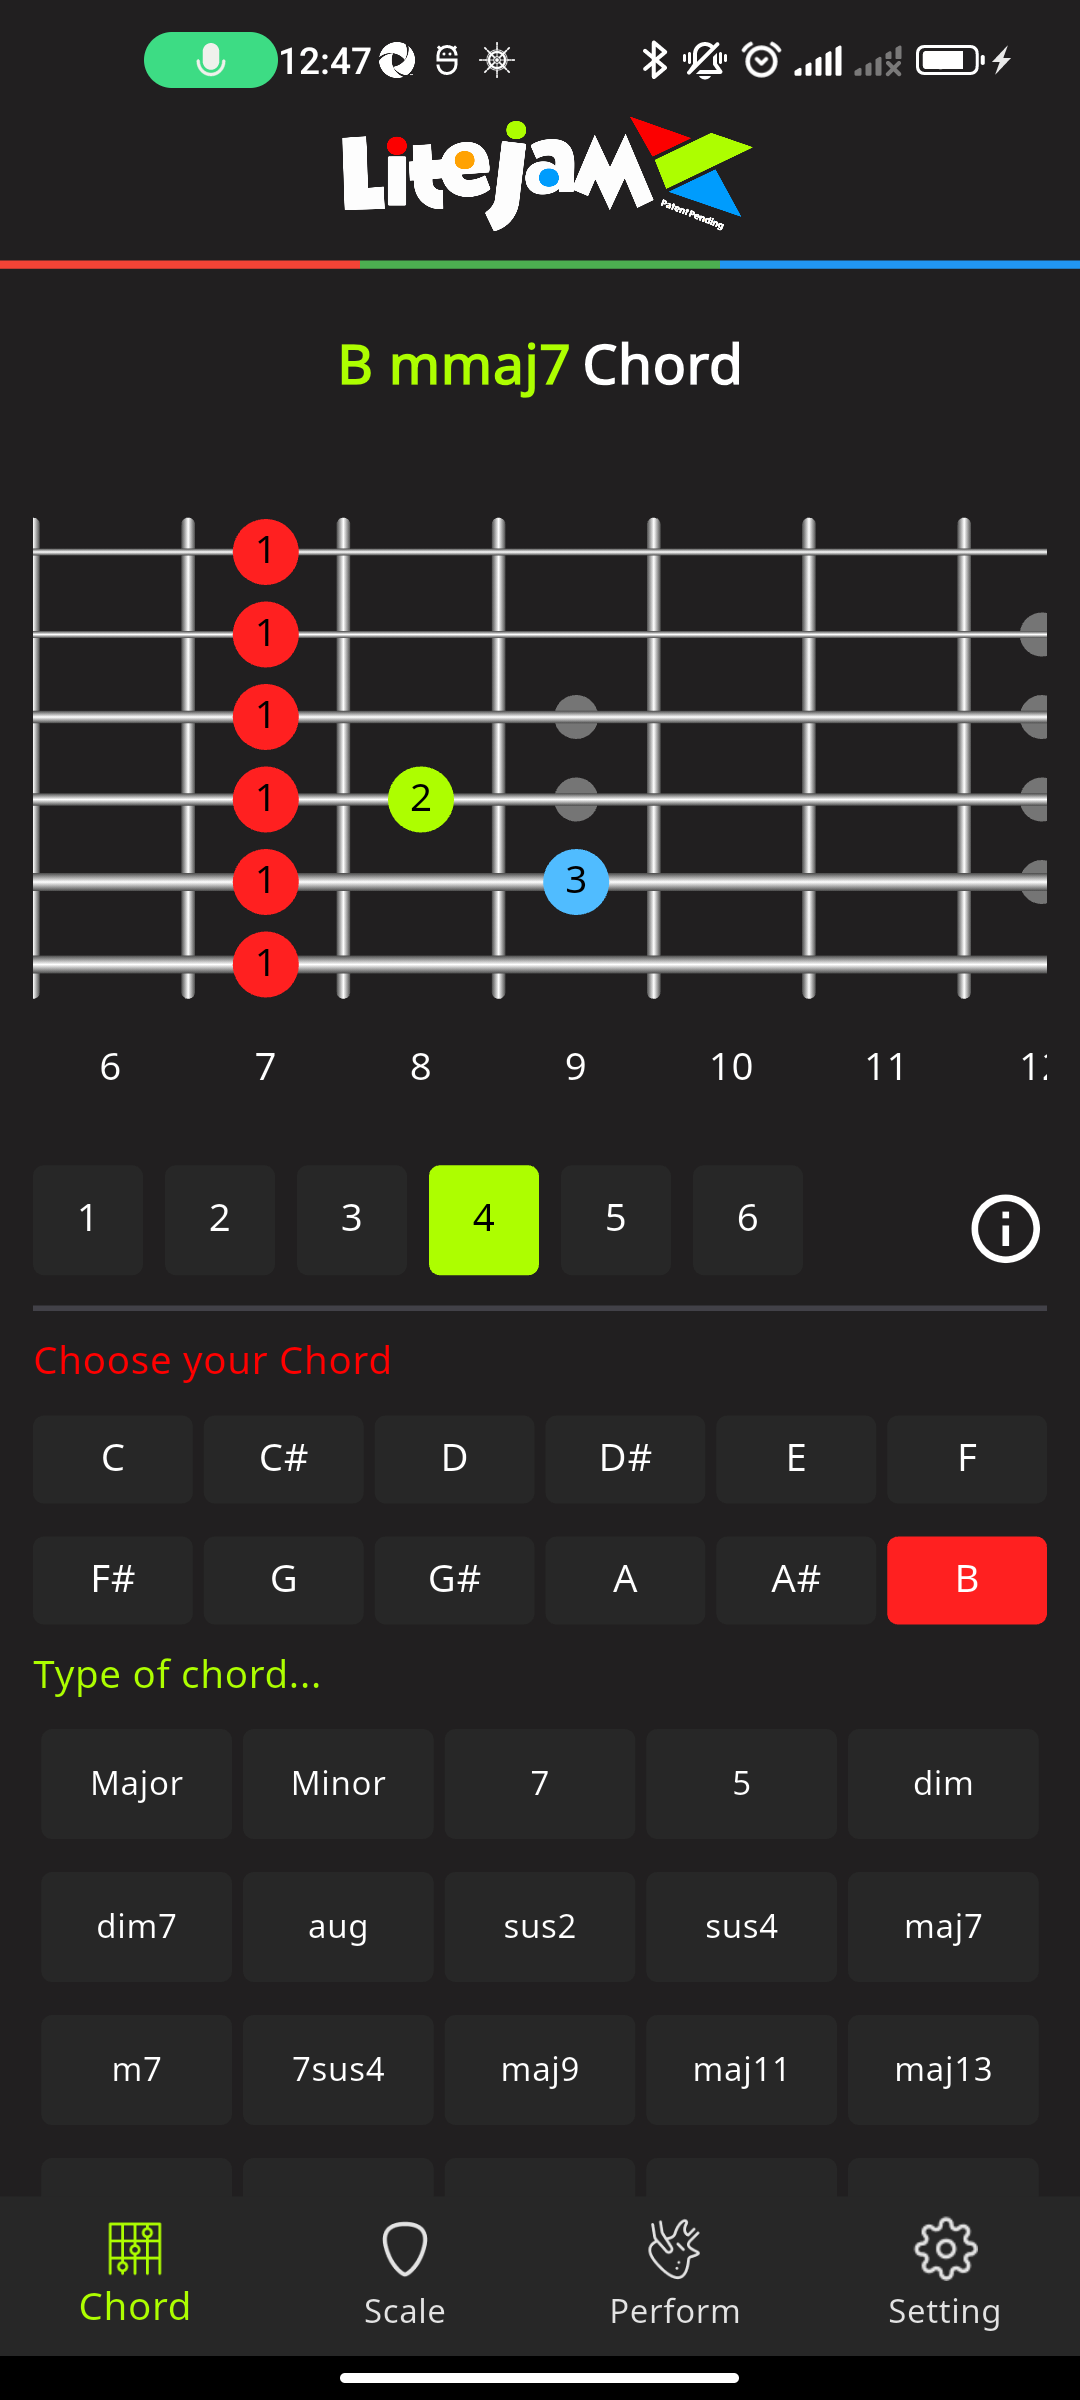 12:47
Litejam
Patent Pending
B mmaj7 Chord
1
1
1
1 2
1 3
1
6 7 8 9 10 11
1 2 3 4 5 6
Choose your Chord
C C# D D# E F
F# G G# A A# B
Type of chord...
Major Minor 7 5 dim
dim7 aug sus2 sus4 maj7
m7 7sus4 maj9 maj11 maj13
Chord Scale Perform Setting